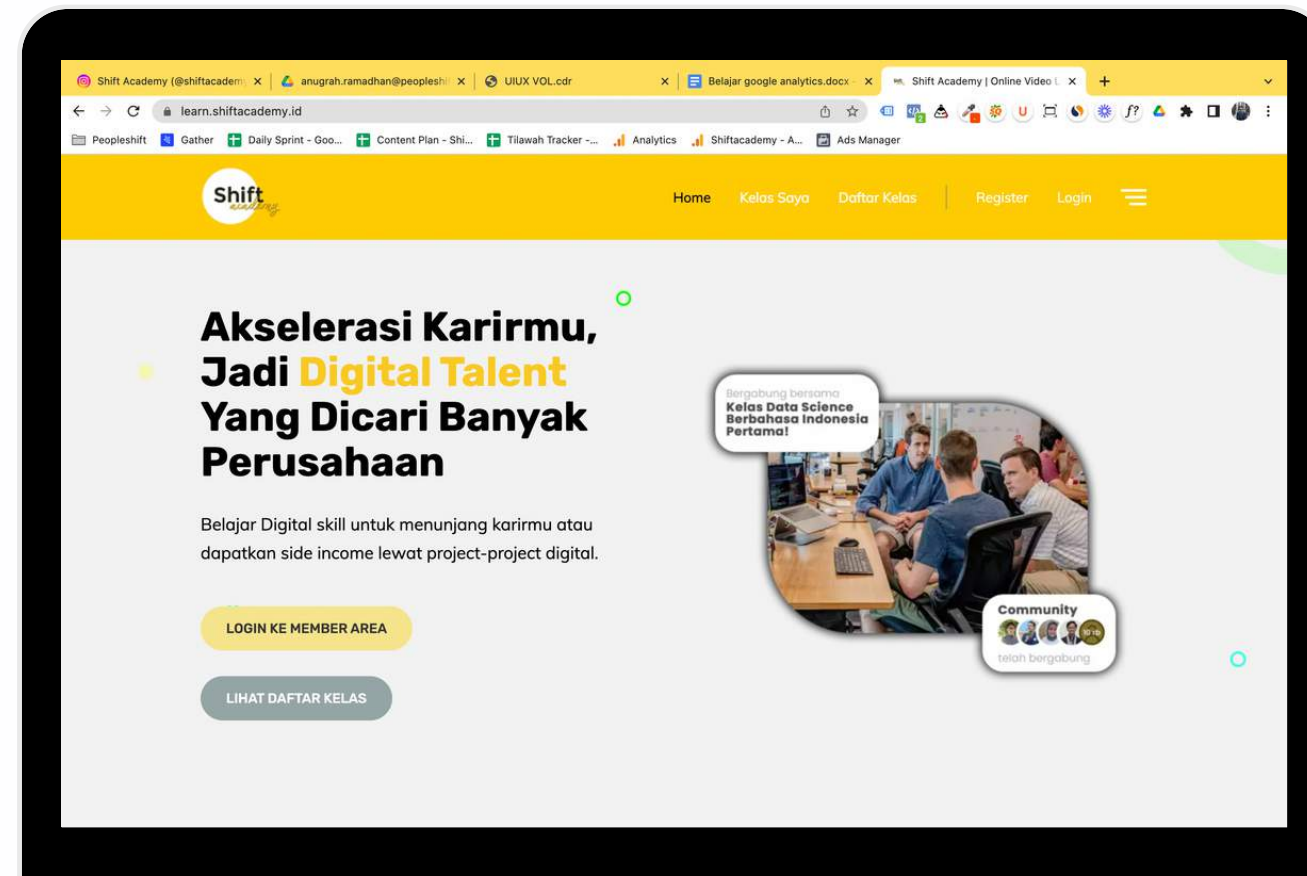 Shift Academy (@shiftacadem
anugrah.ramadhan@peopleshi
UIUX VOL.cdr
Belajar google analytics.docx -
Shift Academy | Online Video L
learn.shiftacademy.id
Peopleshift
Gather
Daily Sprint - Goo...
Content Plan - Shi...
Tilawah Tracker -...
Analytics
Shiftacademy - A...
Ads Manager
Shift
academy
Home
Kelas Saya
Daftar Kelas
Register
Login
Akselerasi Karirmu,
Jadi Digital Talent
Yang Dicari Banyak
Perusahaan
Belajar Digital skill untuk menunjang karirmu atau
dapatkan side income lewat project-project digital.
LOGIN KE MEMBER AREA
LIHAT DAFTAR KELAS
Bergabung bersama
Kelas Data Science
Berbahasa Indonesia
Pertama!
Community
telah bergabung